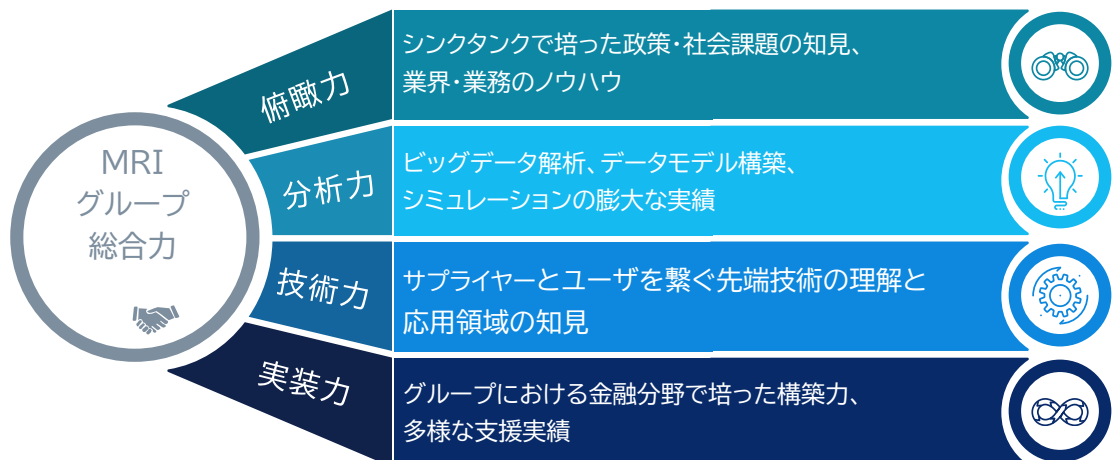 MRI
グループ
総合力
俯瞰力
シンクタンクで培った政策・社会課題の知見、
業界・業務のノウハウ
分析力
ビッグデータ解析、データモデル構築、
シミュレーションの膨大な実績
技術力
サプライヤーとユーザを繋ぐ先端技術の理解と
応用領域の知見
実装力
グループにおける金融分野で培った構築力、
多様な支援実績